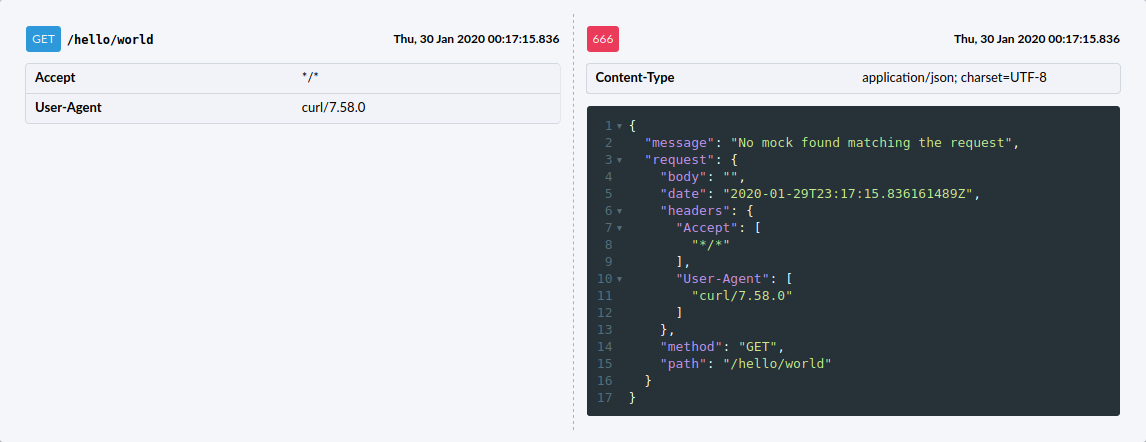 GET /hello/world Thu, 30 Jan 2020 00:17:15.836
Accept */*
User-Agent curl/7.58.0
666 Thu, 30 Jan 2020 00:17:15.836
Content-Type application/json; charset=UTF-8
1 {
2 "message": "No mock found matching the request",
3 "request": {
4 "body": "",
5 "date": "2020-01-29T23:17:15.836161489Z",
6 "headers": {
7 "Accept": [
8 "*/*"
9 ],
10 "User-Agent": [
11 "curl/7.58.0"
12 ]
13 },
14 "method": "GET",
15 "path": "/hello/world"
16 }
17 }